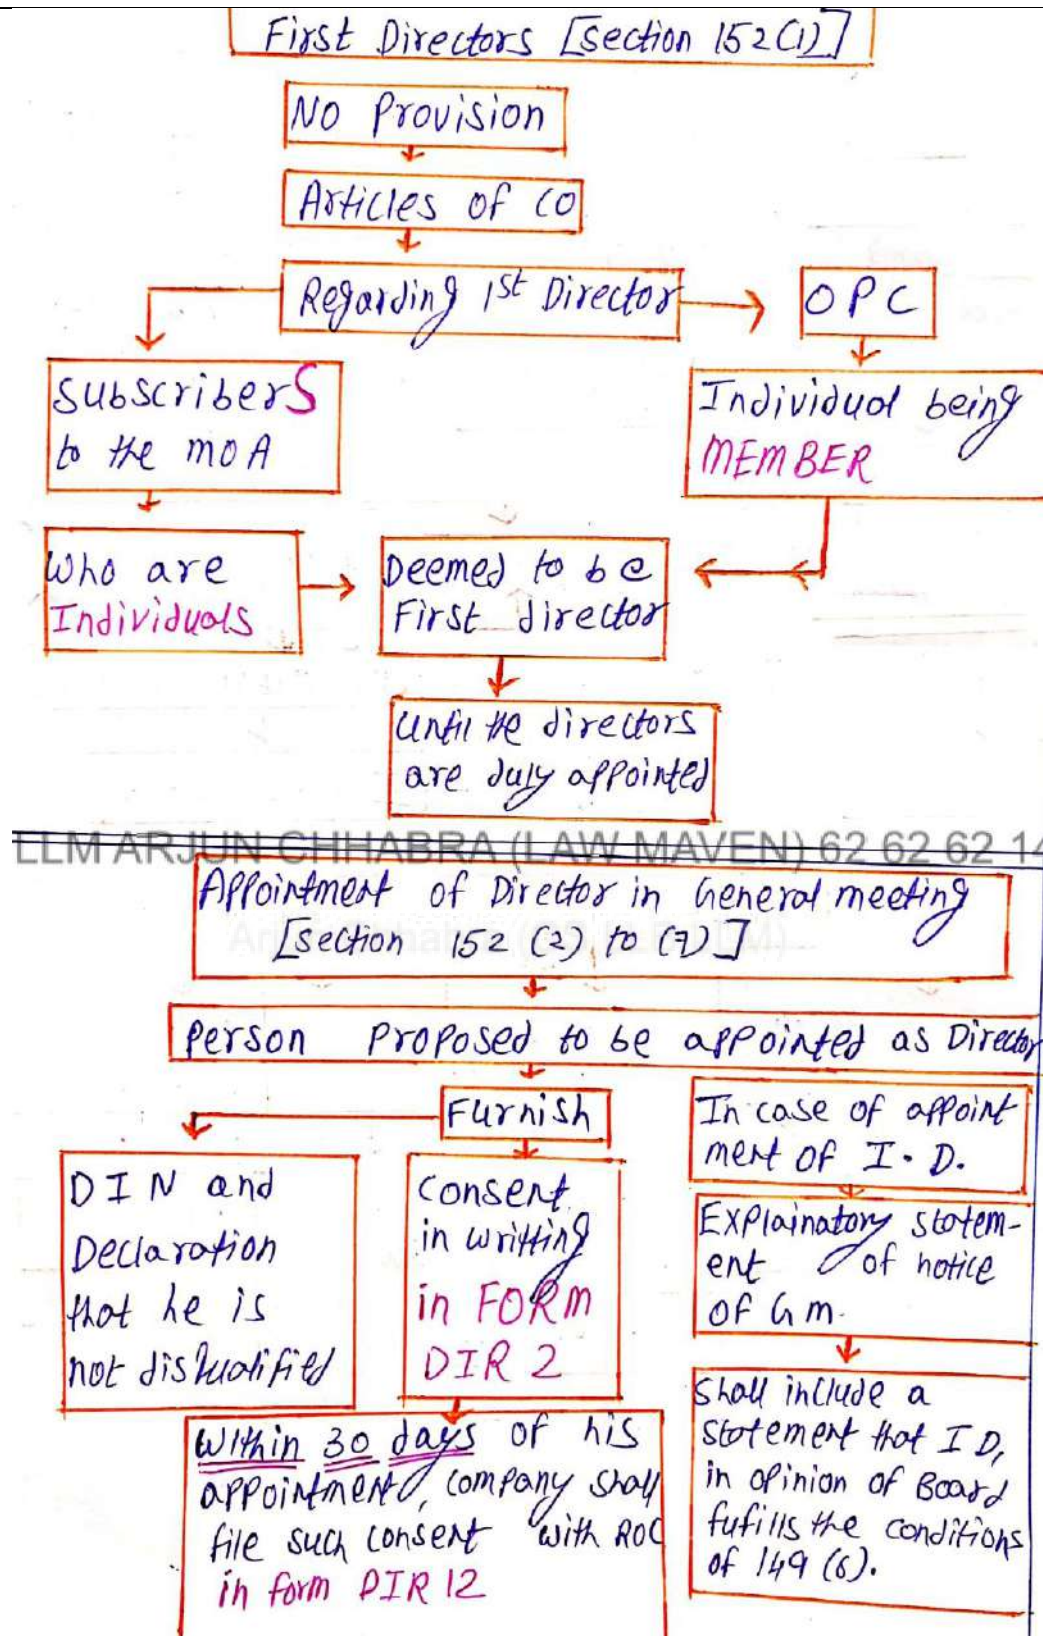 First Directors [Section 152(1)]
No Provision
Articles of CO
Regarding 1st Director
OPC
Subscribers
to the MOA
Individual being
MEMBER
Who are
Individuals
Deemed to be
First director
Until the directors
are duly appointed
LLM ARJUN CHHABRA (LAW MAVEN) 62 62 62 14
Appointment of Director in General meeting
[Section 152 (2) to (7)]
Person Proposed to be appointed as Director
Furnish
DIN and
Declaration
that he is
not disqualified
Consent
in writting
in FORM
DIR 2
Within 30 days of his
appointment, company shall
file such consent with ROC
in form DIR 12
In case of appoint
ment of I.D.
Explainatory statem-
ent of notice
of Gm.
Shall include a
statement that ID,
in opinion of Board
fufills the conditions
of 149 (6).